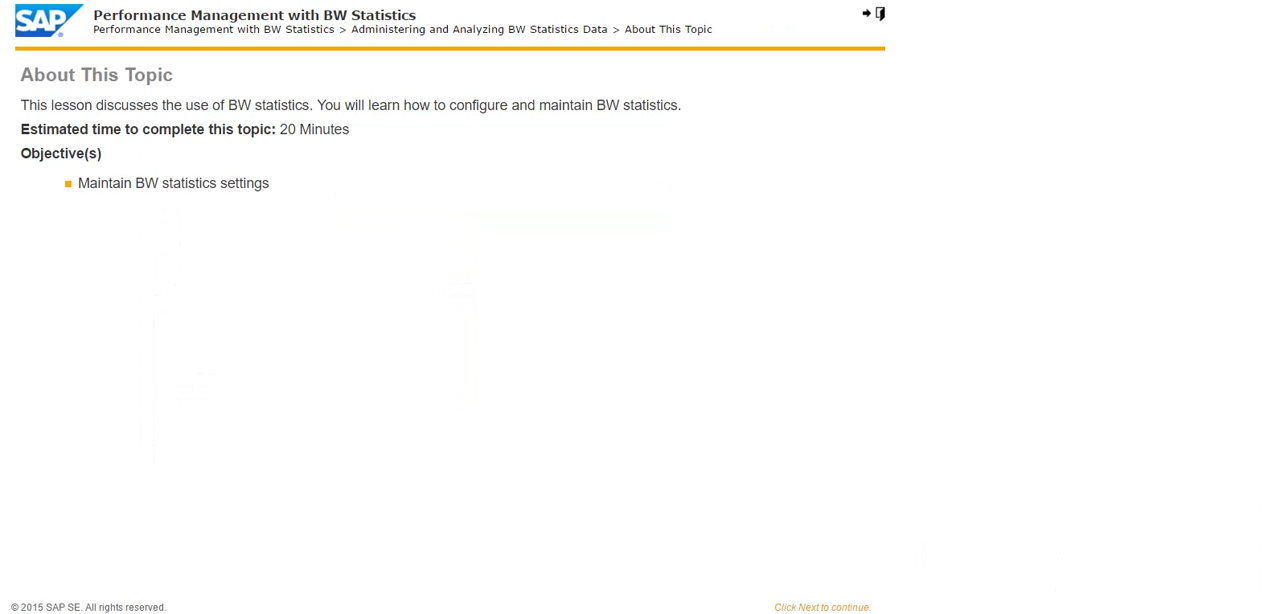 SAP®
Performance Management with BW Statistics
Performance Management with BW Statistics > Administering and Analyzing BW Statistics Data > About This Topic
About This Topic
This lesson discusses the use of BW statistics. You will learn how to configure and maintain BW statistics.
Estimated time to complete this topic: 20 Minutes
Objective(s)
Maintain BW statistics settings
© 2015 SAP SE. All rights reserved.
Click Next to continue.